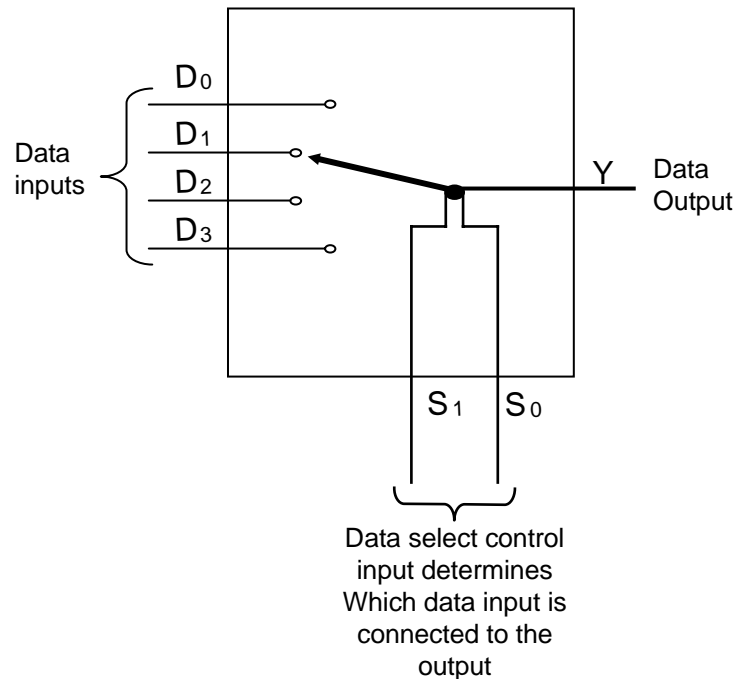 D0
D1
D2
D3
Data
inputs
Y
Data
Output
S1
S0
Data select control
input determines
Which data input is
connected to the
output